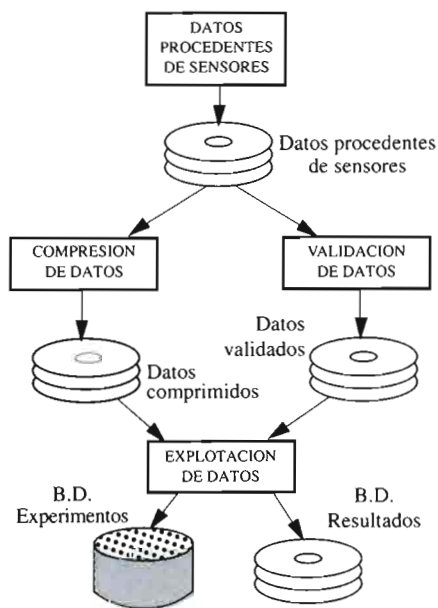 DATOS
PROCEDENTES
DE SENSORES
Datos procedentes
de sensores
COMPRESION
DE DATOS
VALIDACION
DE DATOS
Datos
validados
Datos
comprimidos
EXPLOTACION
DE DATOS
B.D.
Experimentos
B.D.
Resultados